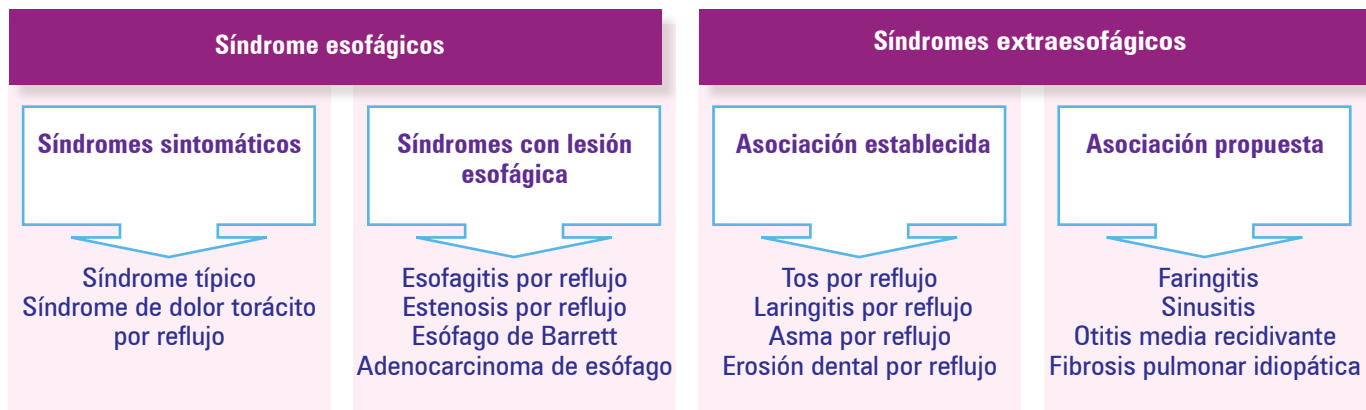 Síndrome esofágicos
Síndromes extraesofágicos
Síndromes sintomáticos
Síndrome típico
Síndrome de dolor torácito
por reflujo
Síndromes con lesión
esofágica
Esofagitis por reflujo
Estenosis por reflujo
Esófago de Barrett
Adenocarcinoma de esófago
Asociación establecida
Tos por reflujo
Laringitis por reflujo
Asma por reflujo
Erosión dental por reflujo
Asociación propuesta
Faringitis
Sinusitis
Otitis media recidivante
Fibrosis pulmonar idiopática